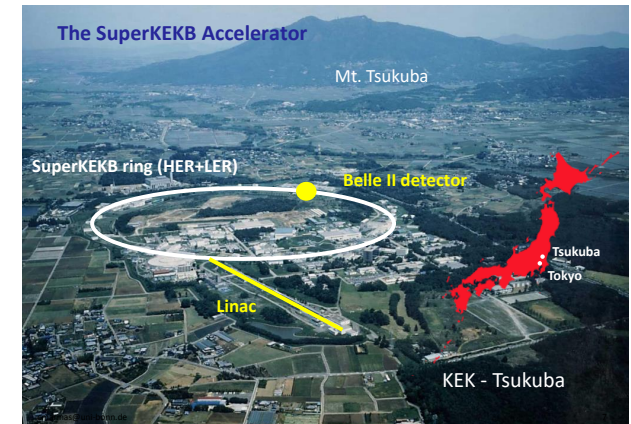 The SuperKEKB Accelerator
Mt. Tsukuba
SuperKEKB ring (HER+LER)
Belle II detector
Tsukuba
Tokyo
Linac
KEK - Tsukuba